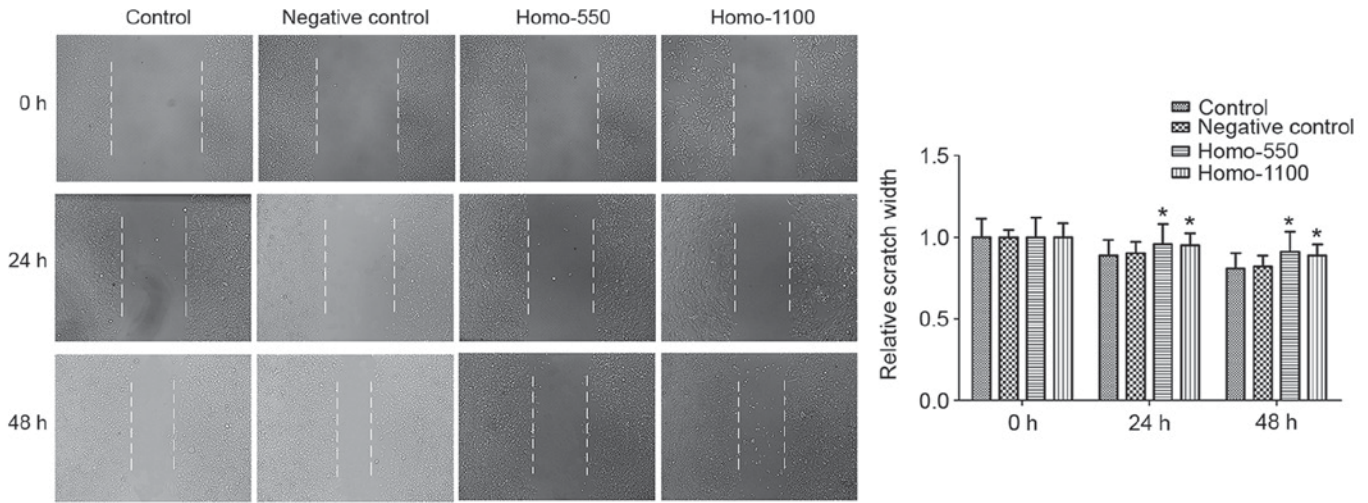 Control Negative control Homo-550 Homo-1100
0 h
24 h
48 h
Control
Negative control
Homo-550
Homo-1100
Relative scratch width
1.5
1.0
0.5
0.0
* *
* *
0 h 24 h 48 h